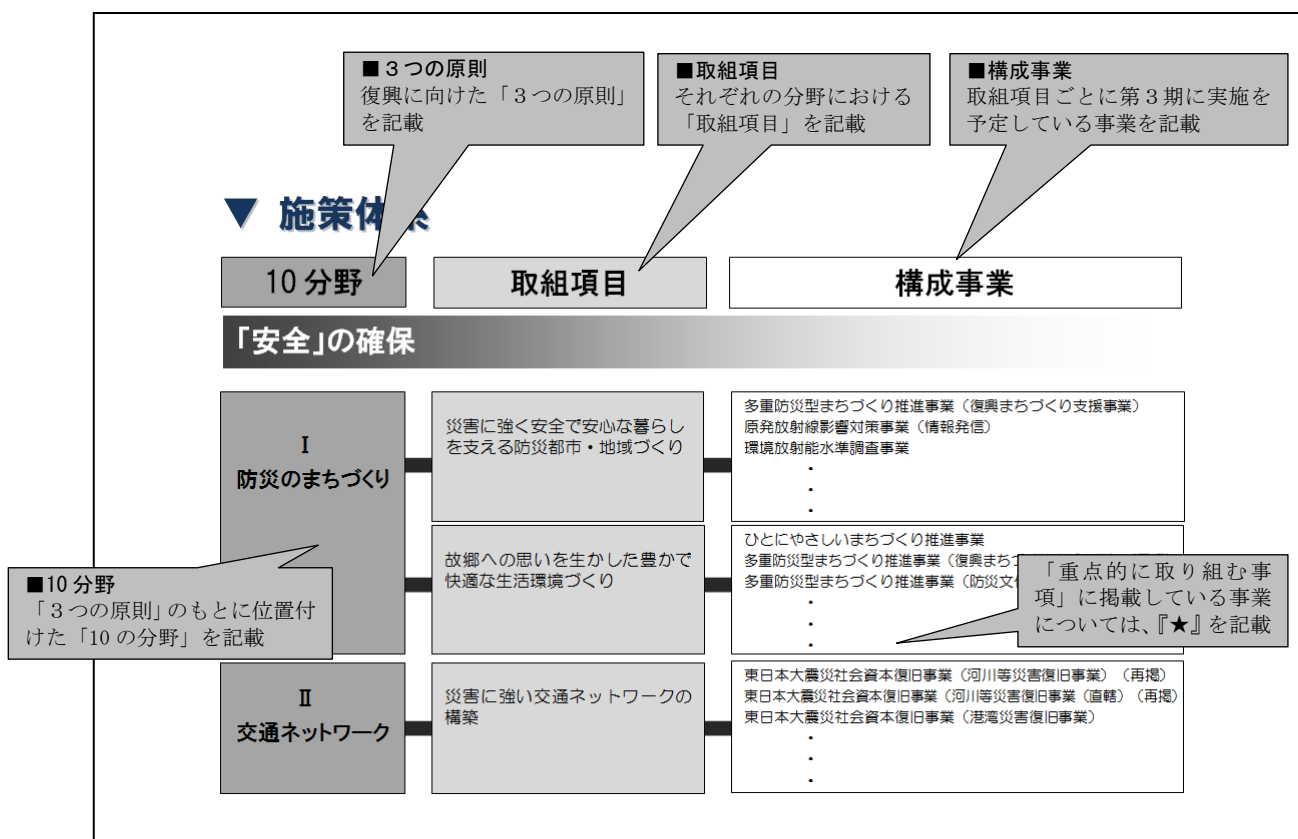 ■３つの原則
復興に向けた「３つの原則」
を記載
■取組項目
それぞれの分野における
「取組項目」を記載
■構成事業
取組項目ごとに第３期に実施を
予定している事業を記載
▼ 施策体系
10分野
取組項目
構成事業
「安全」の確保
Ⅰ
防災のまちづくり
災害に強く安全で安心な暮らし
を支える防災都市・地域づくり
多重防災型まちづくり推進事業（復興まちづくり支援事業）
原発放射線影響対策事業（情報発信）
環境放射能水準調査事業
・
・
・
故郷への思いを生かした豊かで
快適な生活環境づくり
ひとにやさしいまちづくり推進事業
多重防災型まちづくり推進事業（復興まち
多重防災型まちづくり推進事業（防災文
・
・
・
■10分野
「３つの原則」のもとに位置付
けた「10の分野」を記載
「重点的に取り組む事
項」に掲載している事業
については、『★』を記載
Ⅱ
交通ネットワーク
災害に強い交通ネットワークの
構築
東日本大震災社会資本復旧事業（河川等災害復旧事業）（再掲）
東日本大震災社会資本復旧事業（河川等災害復旧事業（直轄）（再掲）
東日本大震災社会資本復旧事業（港湾災害復旧事業）
・
・
・